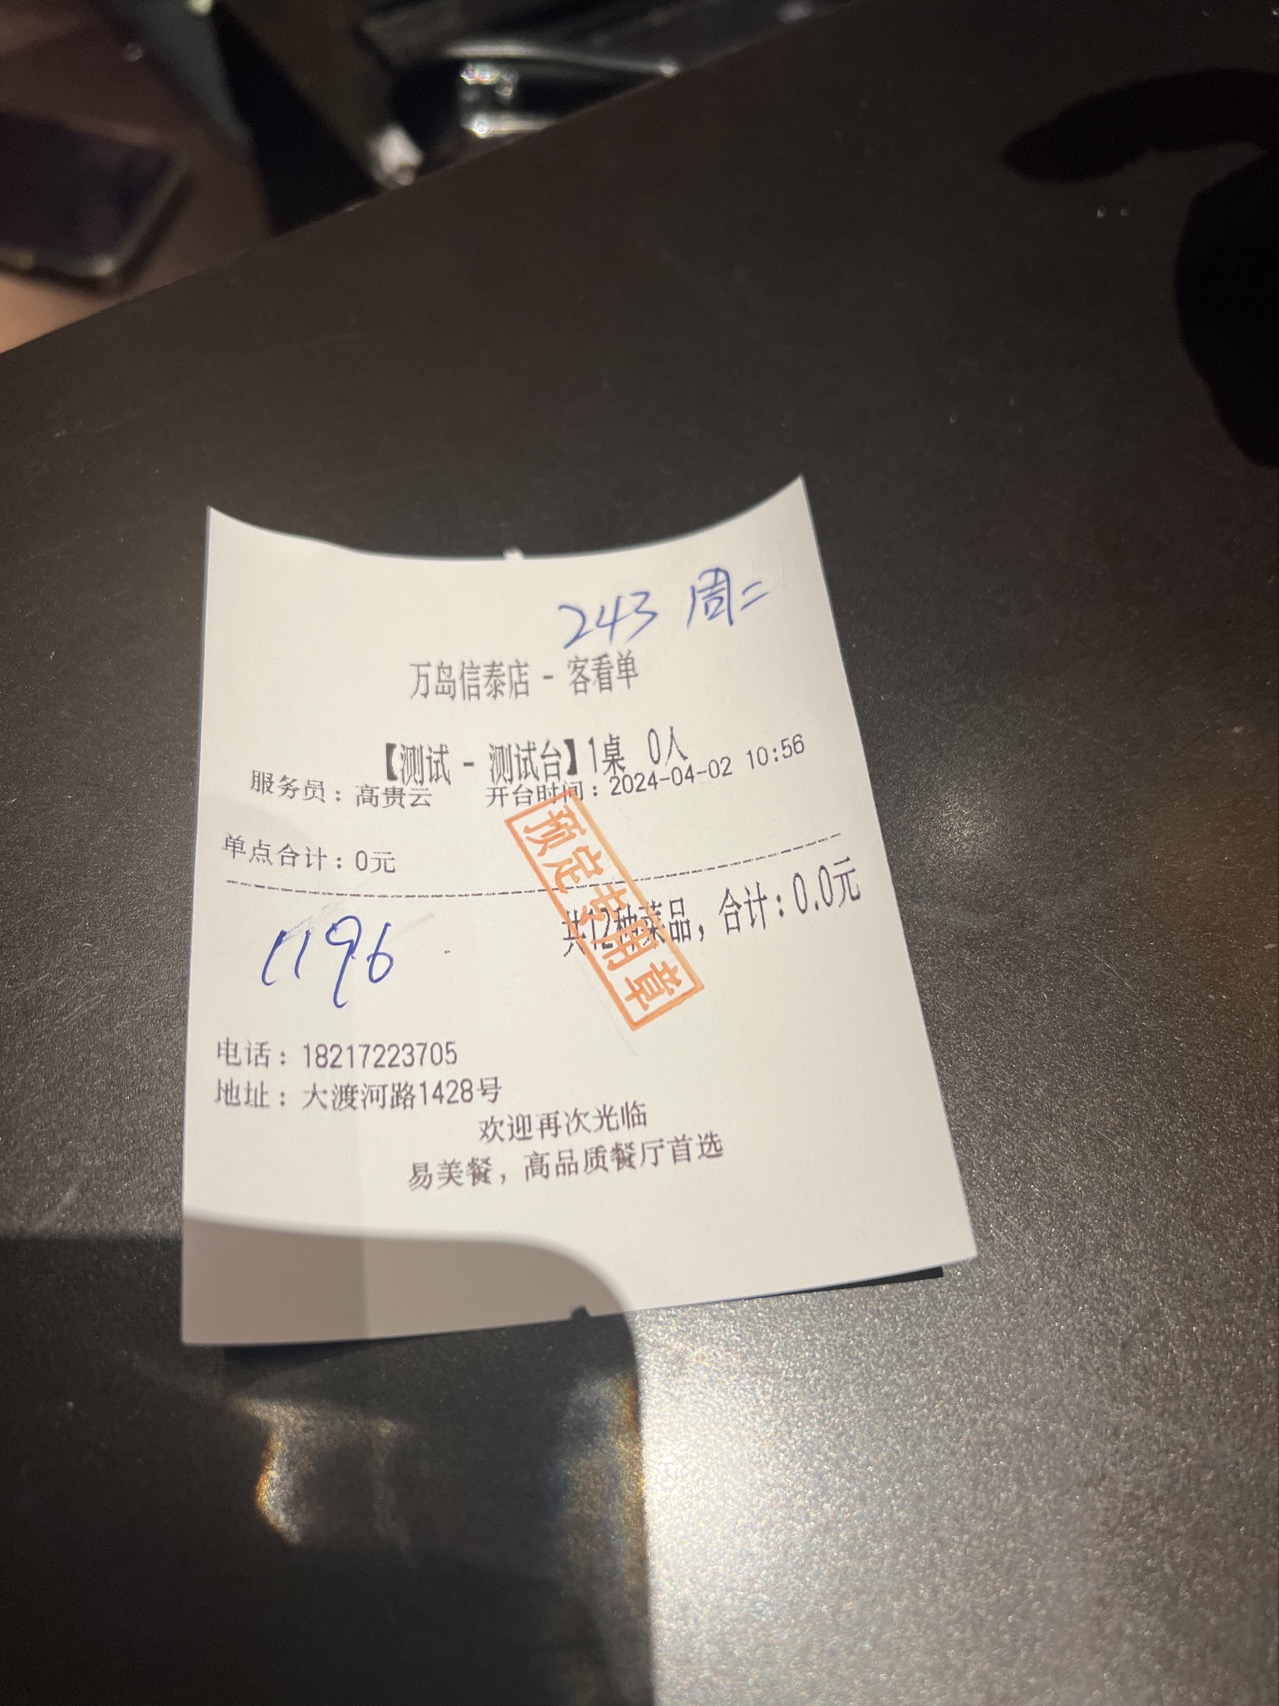 243 周二
万岛信泰店 - 客看单
【测试 - 测试台】1桌 0人
服务员：高贵云 开台时间：2024-04-02 10:56
单点合计：0元
预定专用章
共12种菜品，合计：0.0元
1196
电话：18217223705
地址：大渡河路1428号
欢迎再次光临
易美餐，高品质餐厅首选